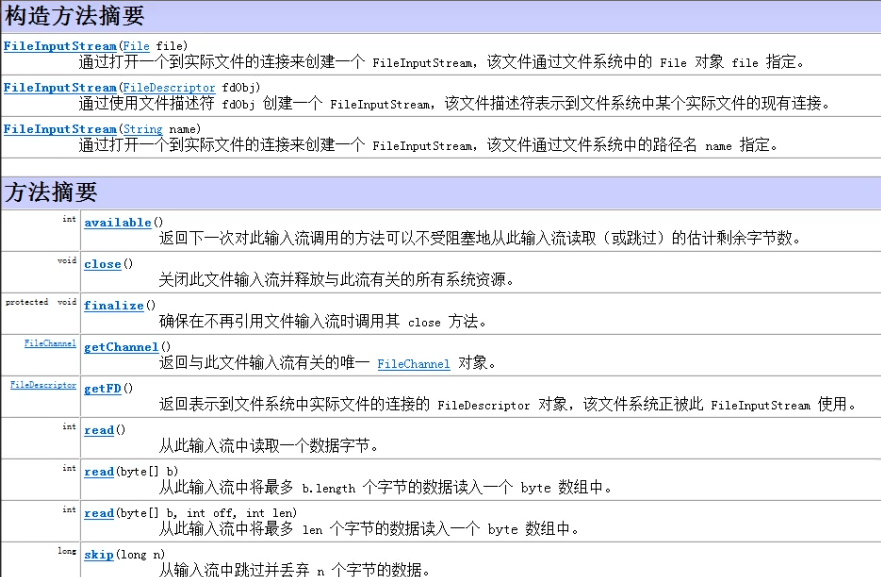 构造方法摘要
FileInputStream(File file)
通过打开一个到实际文件的连接来创建一个 FileInputStream，该文件通过文件系统中的 File 对象 file 指定。
FileInputStream(FileDescriptor fdObj)
通过使用文件描述符 fdObj 创建一个 FileInputStream，该文件描述符表示到文件系统中某个实际文件的现有连接。
FileInputStream(String name)
通过打开一个到实际文件的连接来创建一个 FileInputStream，该文件通过文件系统中的路径名 name 指定。
方法摘要
int available()
返回下一次对此输入流调用的方法可以不受阻塞地从此输入流读取（或跳过）的估计剩余字节数。
void close()
关闭此文件输入流并释放与此流有关的所有系统资源。
protected void finalize()
确保在不再引用文件输入流时调用其 close 方法。
FileChannel getChannel()
返回与此文件输入流有关的唯一 FileChannel 对象。
FileDescriptor getFD()
返回表示到文件系统中实际文件的连接的 FileDescriptor 对象，该文件系统正被此 FileInputStream 使用。
int read()
从此输入流中读取一个数据字节。
int read(byte[] b)
从此输入流中将最多 b.length 个字节的数据读入一个 byte 数组中。
int read(byte[] b, int off, int len)
从此输入流中将最多 len 个字节的数据读入一个 byte 数组中。
long skip(long n)
从输入流中跳过并丢弃 n 个字节的数据。